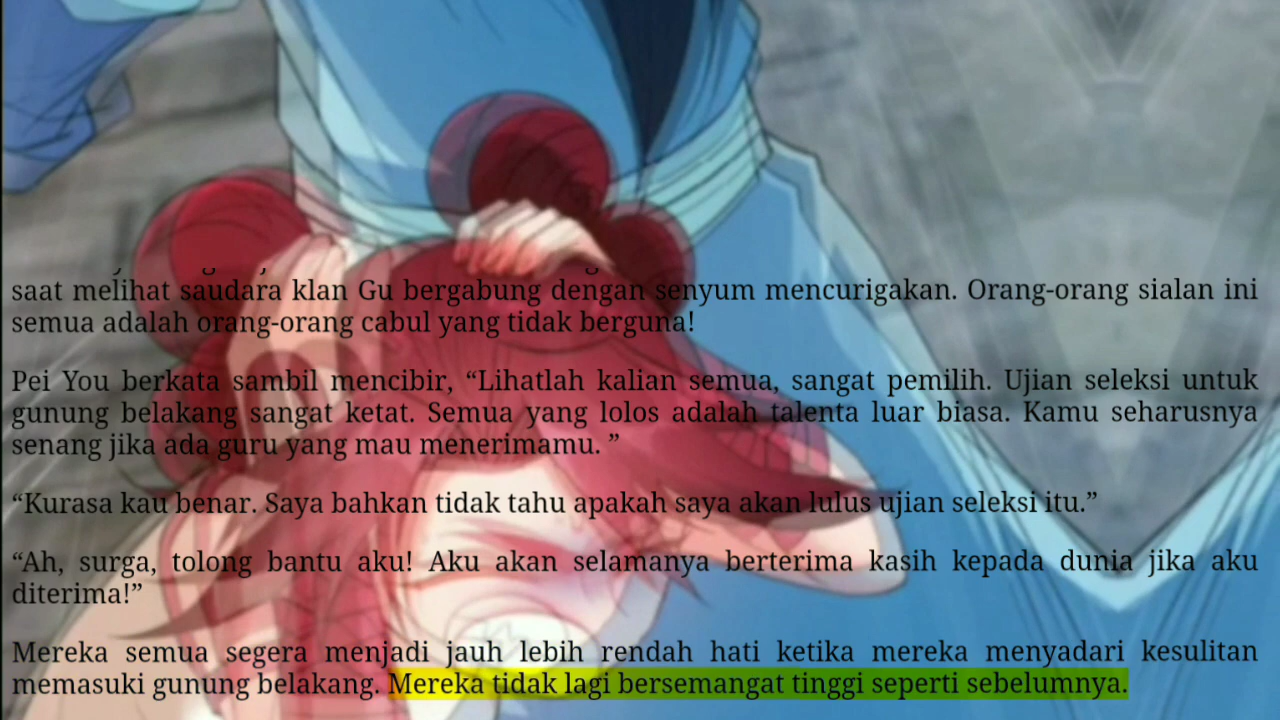 saat melihat saudara klan Gu bergabung dengan senyum mencurigakan. Orang-orang sialan ini
semua adalah orang-orang cabul yang tidak berguna!
Pei You berkata sambil mencibir, “Lihatlah kalian semua, sangat pemilih. Ujian seleksi untuk
gunung belakang sangat ketat. Semua yang lolos adalah talenta luar biasa. Kamu seharusnya
senang jika ada guru yang mau menerimamu. ”
“Kurasa kau benar. Saya bahkan tidak tahu apakah saya akan lulus ujian seleksi itu.”
“Ah, surga, tolong bantu aku! Aku akan selamanya berterima kasih kepada dunia jika aku
diterima!”
Mereka semua segera menjadi jauh lebih rendah hati ketika mereka menyadari kesulitan
memasuki gunung belakang. Mereka tidak lagi bersemangat tinggi seperti sebelumnya.